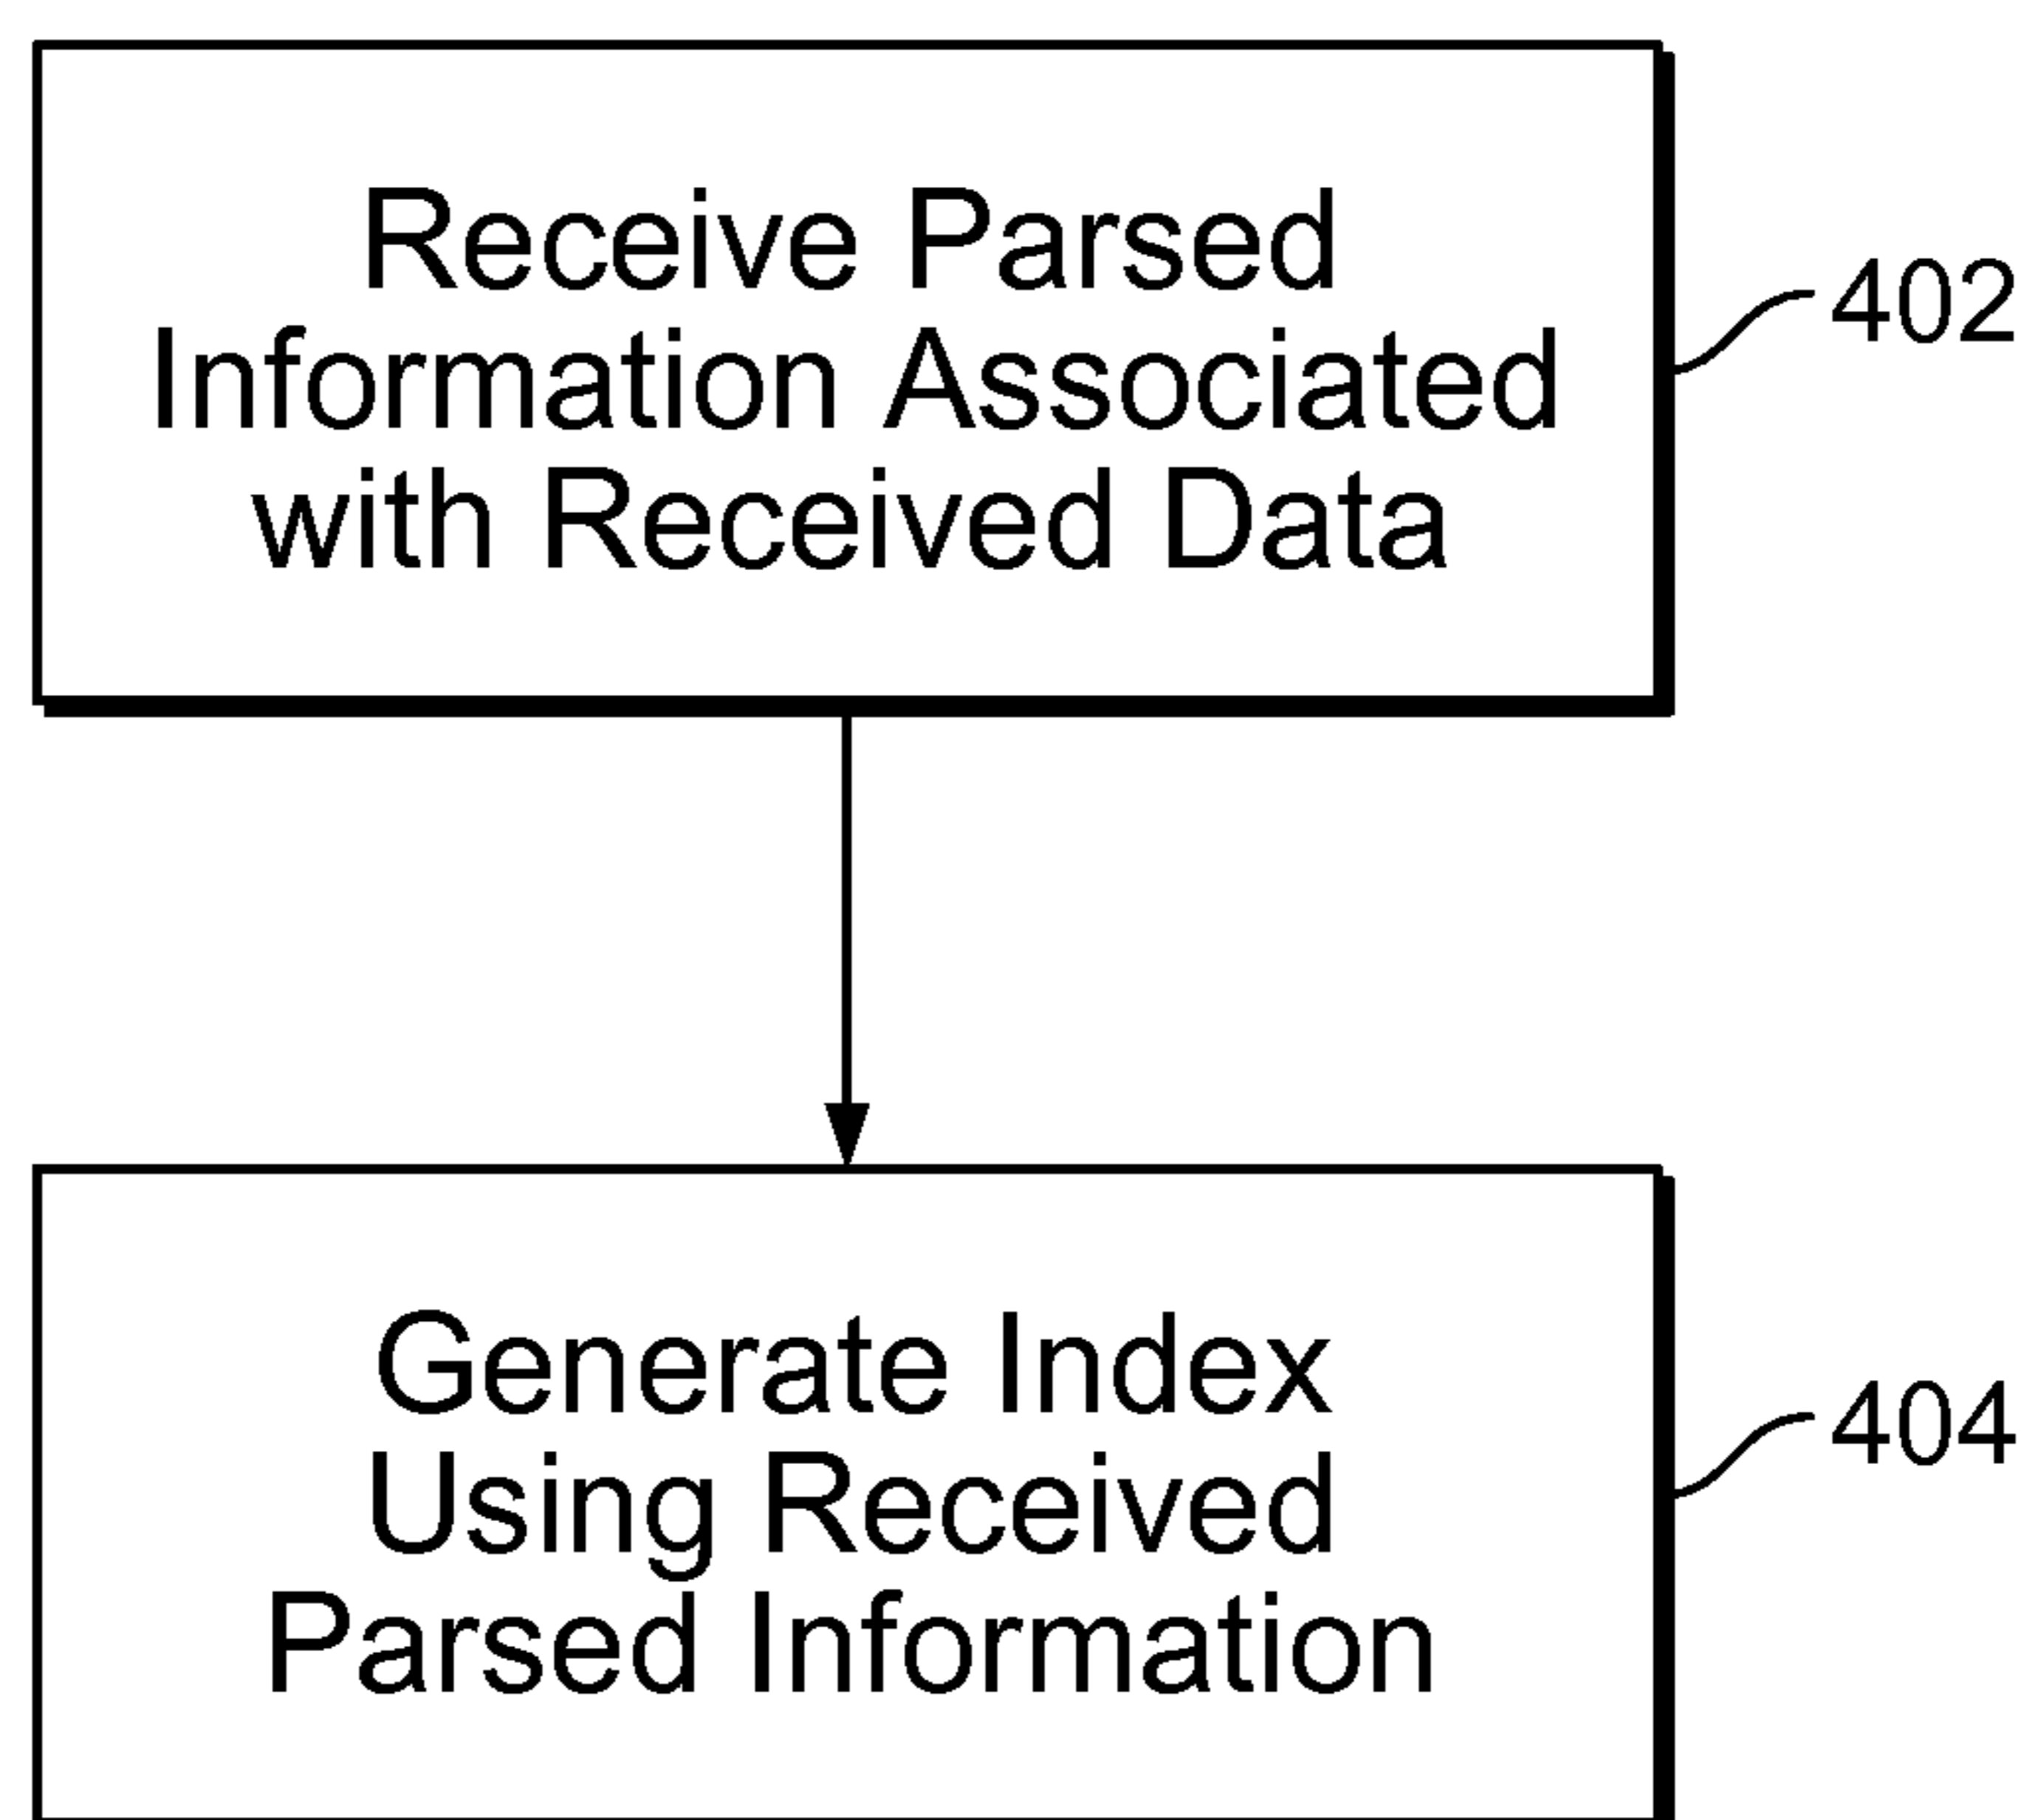 Receive Parsed
Information Associated
with Received Data
402
Generate Index
Using Received
Parsed Information
404